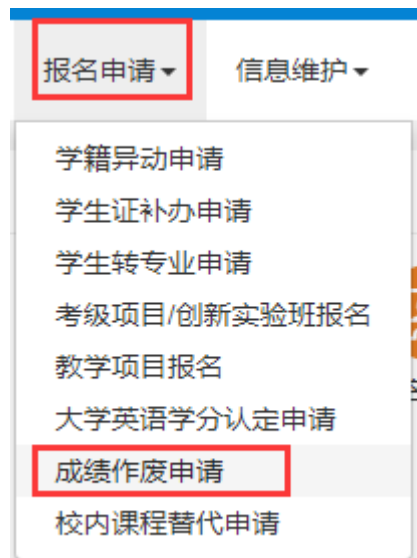 报名申请 信息维护
学籍异动申请
学生证补办申请
学生转专业申请
考级项目/创新实验班报名
教学项目报名
大学英语学分认定申请
成绩作废申请
校内课程替代申请